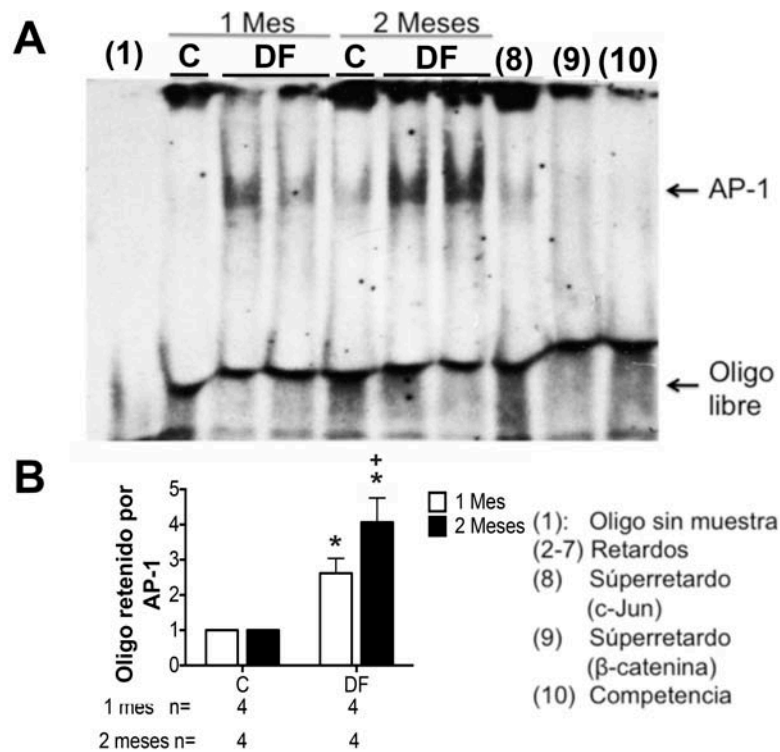 A
1 Mes 2 Meses
(1) C DF C DF (8) (9) (10)
← AP-1
← Oligo
libre
B
Oligo retenido por
AP-1
5
4
3
2
1
0
*
+
*
1 Mes
2 Meses
C DF
1 mes n= 4 4
2 meses n= 4 4
(1): Oligo sin muestra
(2-7) Retardos
(8) Súperretardo
(c-Jun)
(9) Súperretardo
(β-catenina)
(10) Competencia